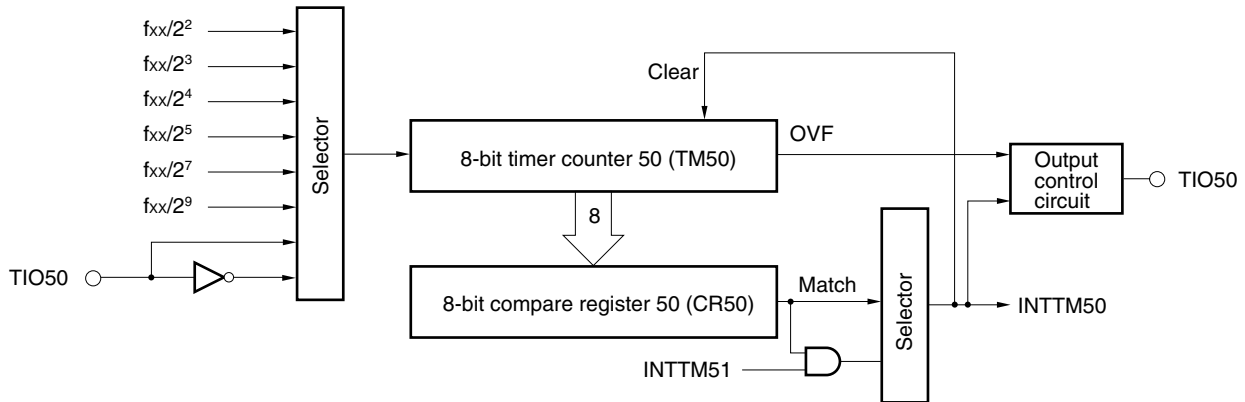 fxx/2²
fxx/2³
fxx/2⁴
fxx/2⁵
fxx/2⁷
fxx/2⁹
TIO50
Selector
Clear
8-bit timer counter 50 (TM50)
OVF
8
8-bit compare register 50 (CR50)
Match
INTTM51
Selector
Output
control
circuit
TIO50
INTTM50